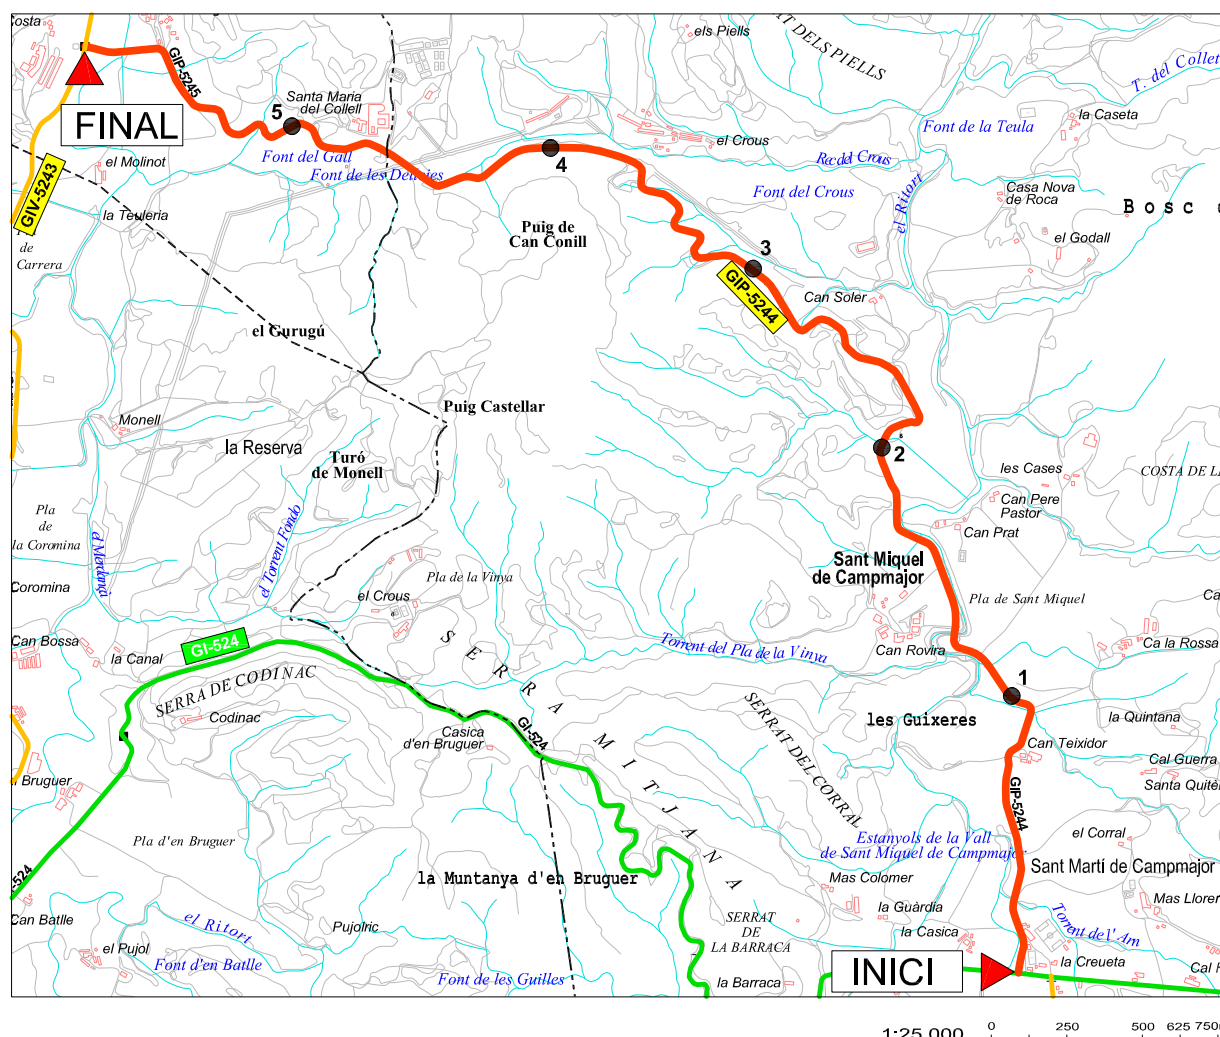 els Piells
DELS PIELLS
T. del Collet
GIP-5245
Santa Maria
del Collell
5
FINAL
la Caseta
Font de la Teula
el Crous
Font del Gall
4
Rec del Crous
el Molinot
Font de les Delícies
Font del Crous
Casa Nova
de Roca
GIV-5243
la Teuleria
el Ritort
Bosc
Puig de
Can Conill
el Godall
de
Carrera
3
GIP-5244
Can Soler
el Gurugú
Puig Castellar
Monell
la Reserva
Turó
de Monell
2
les Cases
COSTA DE
Can Pere
Pastor
Pla
de
la Coromina
el Torrent Fondo
Can Prat
el Merdançà
Sant Miquel
de Campmajor
Coromina
Pla de la Vinya
el Crous
Pla de Sant Miquel
Can Bossa
GI-524
SERRA MITJANA
Torrent del Pla de la Vinya
Can Rovira
Ca la Rossa
la Canal
SERRA DE CODINAC
1
Codinac
SERRAT DEL CORRAL
les Guixeres
la Quintana
Casica
d'en Bruguer
GI-524
Can Teixidor
Cal Guerra
Bruguer
GIP-5244
Pla d'en Bruguer
Estanyols de la Vall
de Sant Miquel de Campmajor
el Corral
Sant Martí de Campmajor
la Muntanya d'en Bruguer
Mas Colomer
Can Batlle
el Ritort
Pujolric
SERRAT
DE
LA BARRACA
la Guàrdia
la Casica
Torrent de l'Am
el Pujol
Font d'en Batlle
Font de les Guilles
la Barraca
INICI
la Creueta
1:25.000
0 250 500 625 750